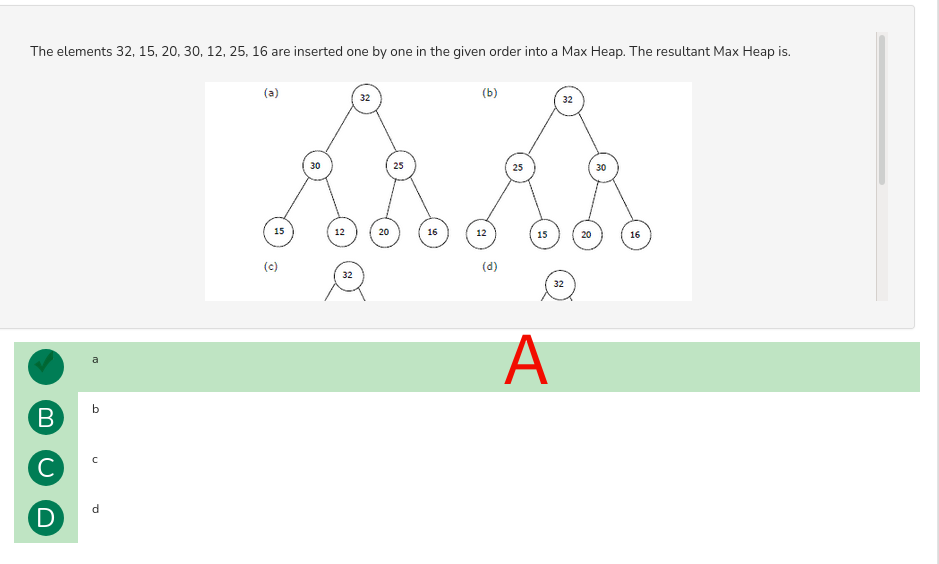 The elements 32, 15, 20, 30, 12, 25, 16 are inserted one by one in the given order into a Max Heap. The resultant Max Heap is.
(a)
32
30
25
15
12
20
16
(b)
32
25
30
12
15
20
16
(c)
32
(d)
32
a
A
B
b
C
c
D
d